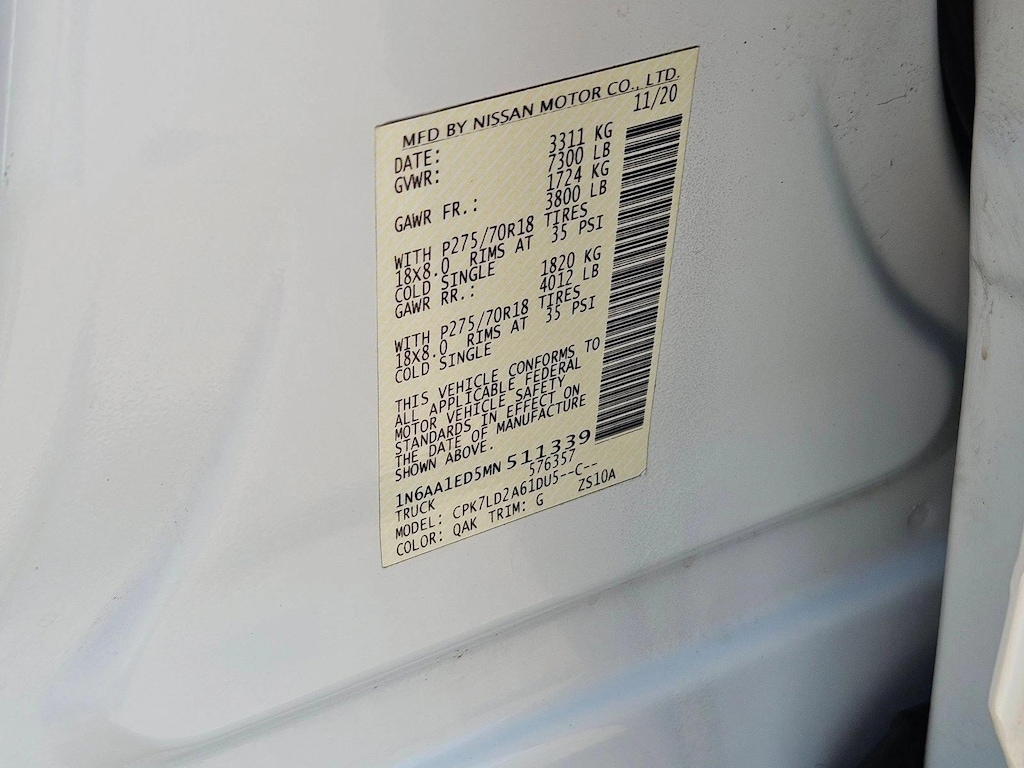 MFD BY NISSAN MOTOR CO., LTD.
DATE: 11/20
GVWR: 3311 KG
7300 LB
GAWR FR.: 1724 KG
3800 LB
WITH P275/70R18 TIRES
18X8.0 RIMS AT 35 PSI
COLD SINGLE
GAWR RR.: 1820 KG
4012 LB
WITH P275/70R18 TIRES
18X8.0 RIMS AT 35 PSI
COLD SINGLE
THIS VEHICLE CONFORMS TO
ALL APPLICABLE FEDERAL
MOTOR VEHICLE SAFETY
STANDARDS IN EFFECT ON
THE DATE OF MANUFACTURE
SHOWN ABOVE.
1N6AA1ED5MN 511339
TRUCK 576357
MODEL: CPK7LD2A61DU5--C--
COLOR: QAK TRIM: G ZS10A